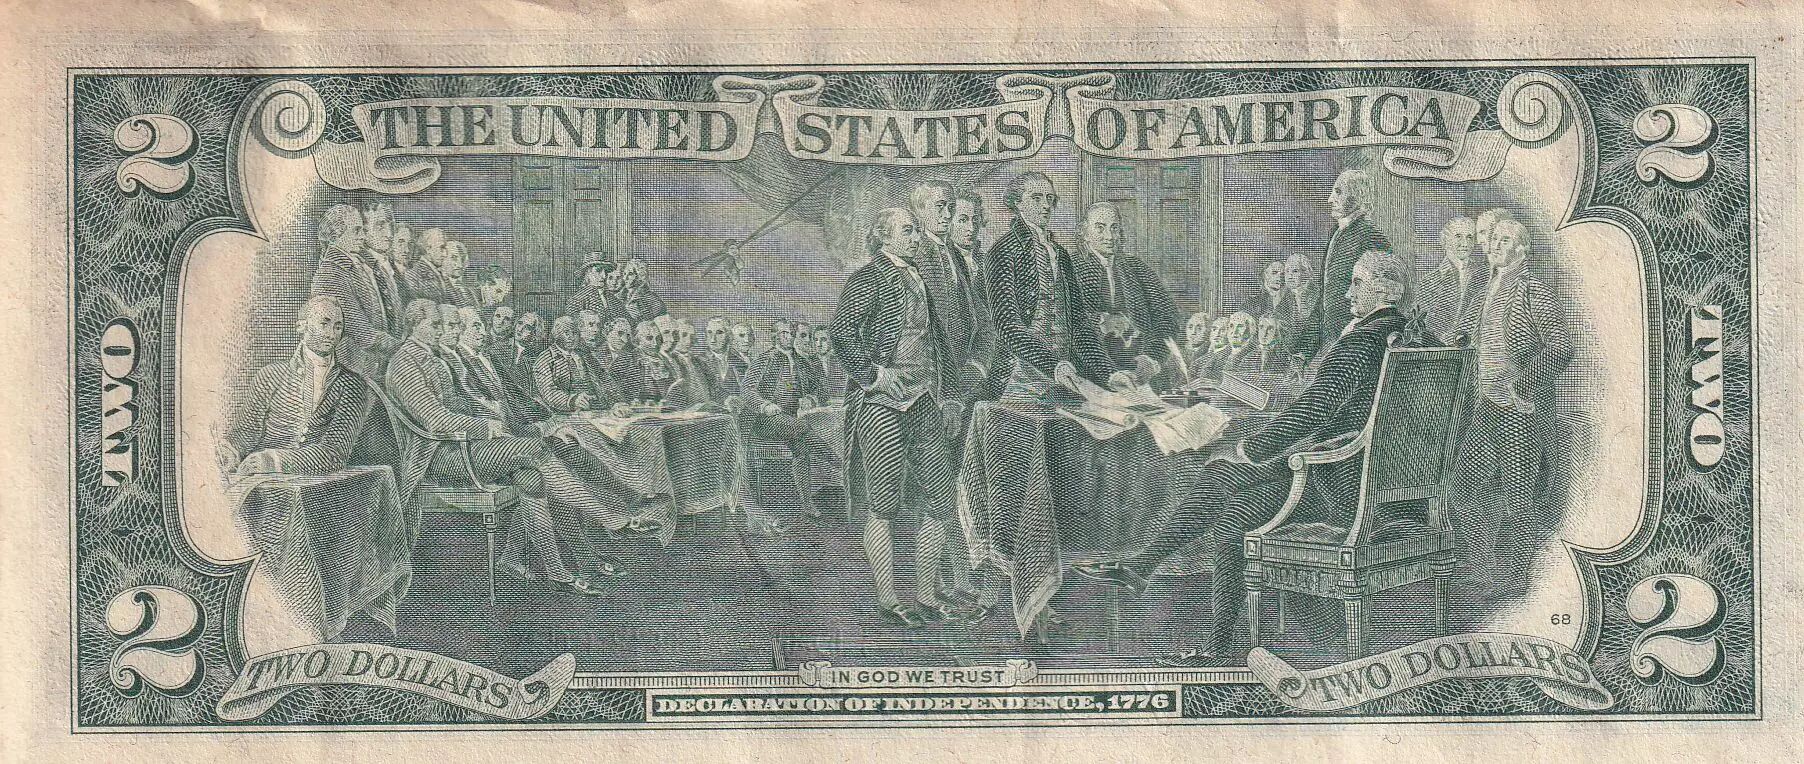 THE UNITED STATES OF AMERICA
2
2
TWO
TWO
2
68
2
TWO DOLLARS
IN GOD WE TRUST
TWO DOLLARS
DECLARATION OF INDEPENDENCE, 1776